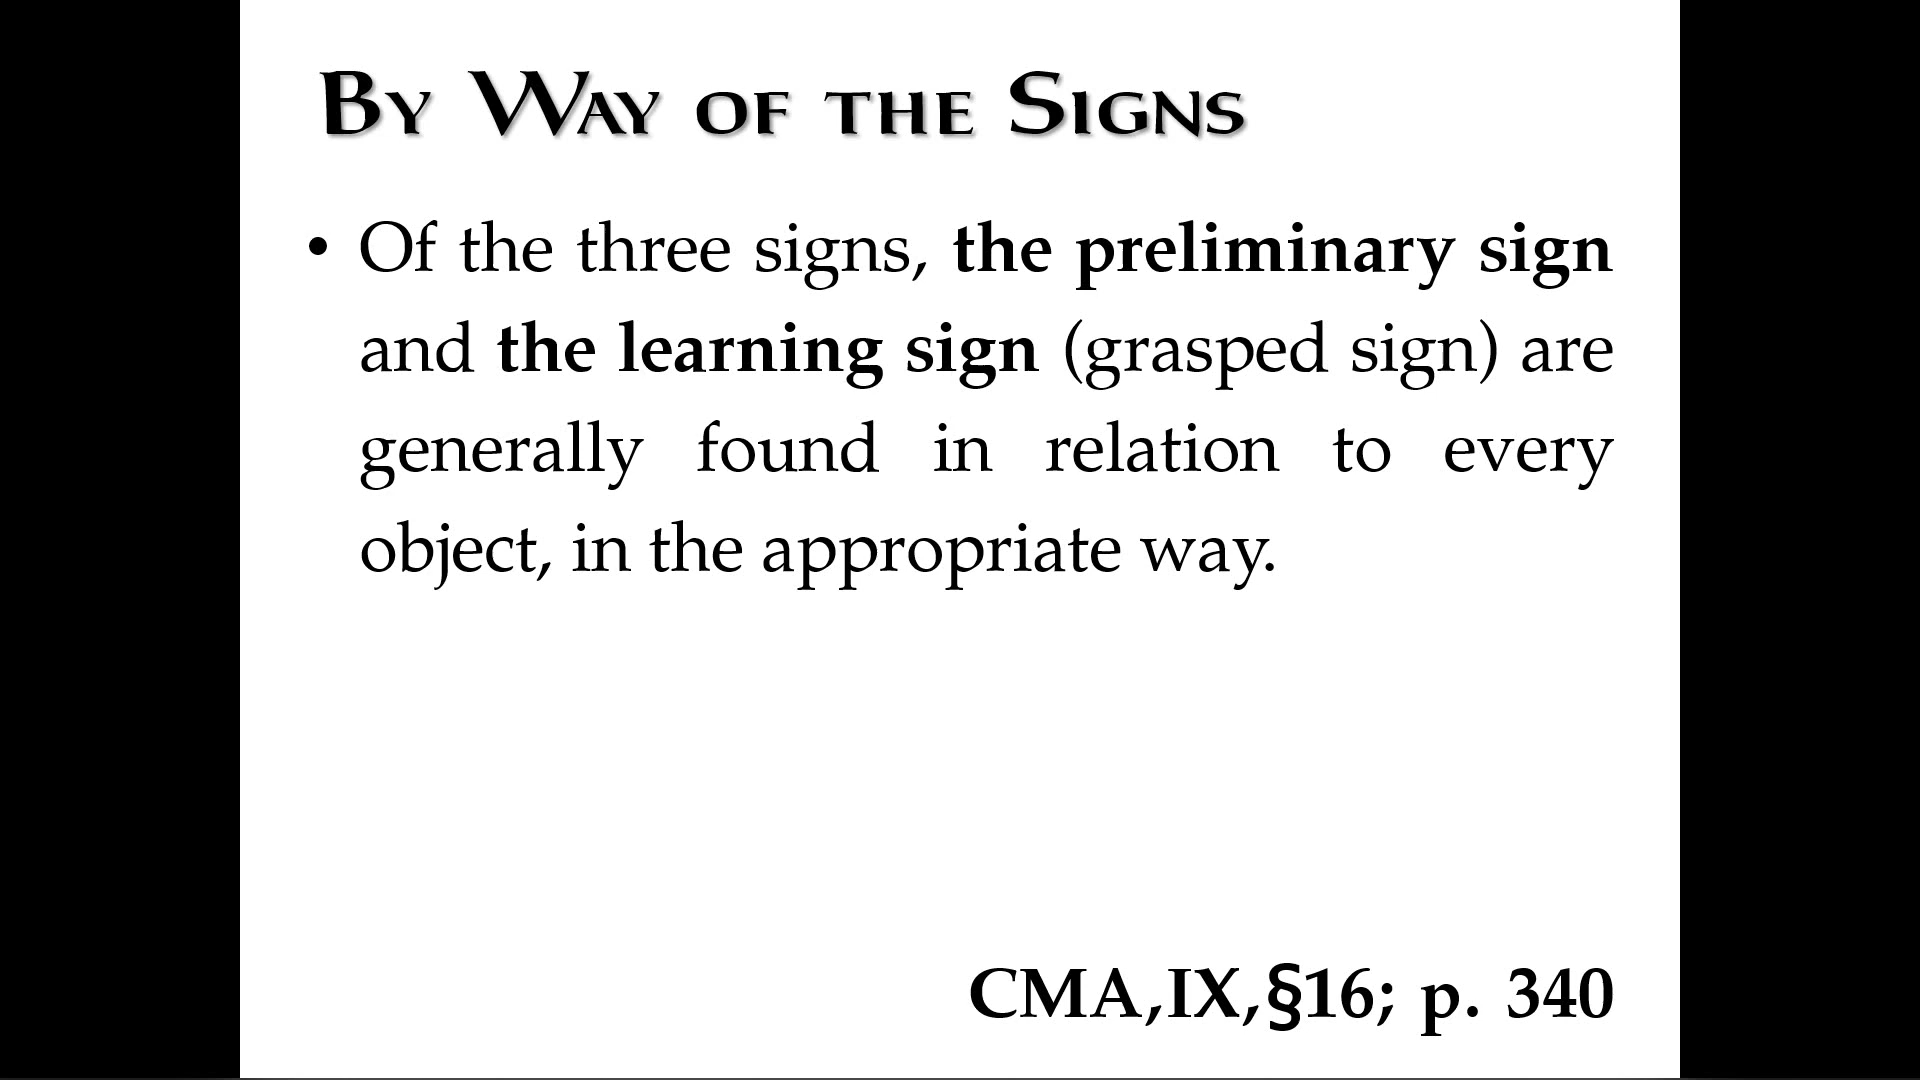 By Way of the Signs
• Of the three signs, the preliminary sign
and the learning sign (grasped sign) are
generally found in relation to every
object, in the appropriate way.
CMA,IX,§16; p. 340